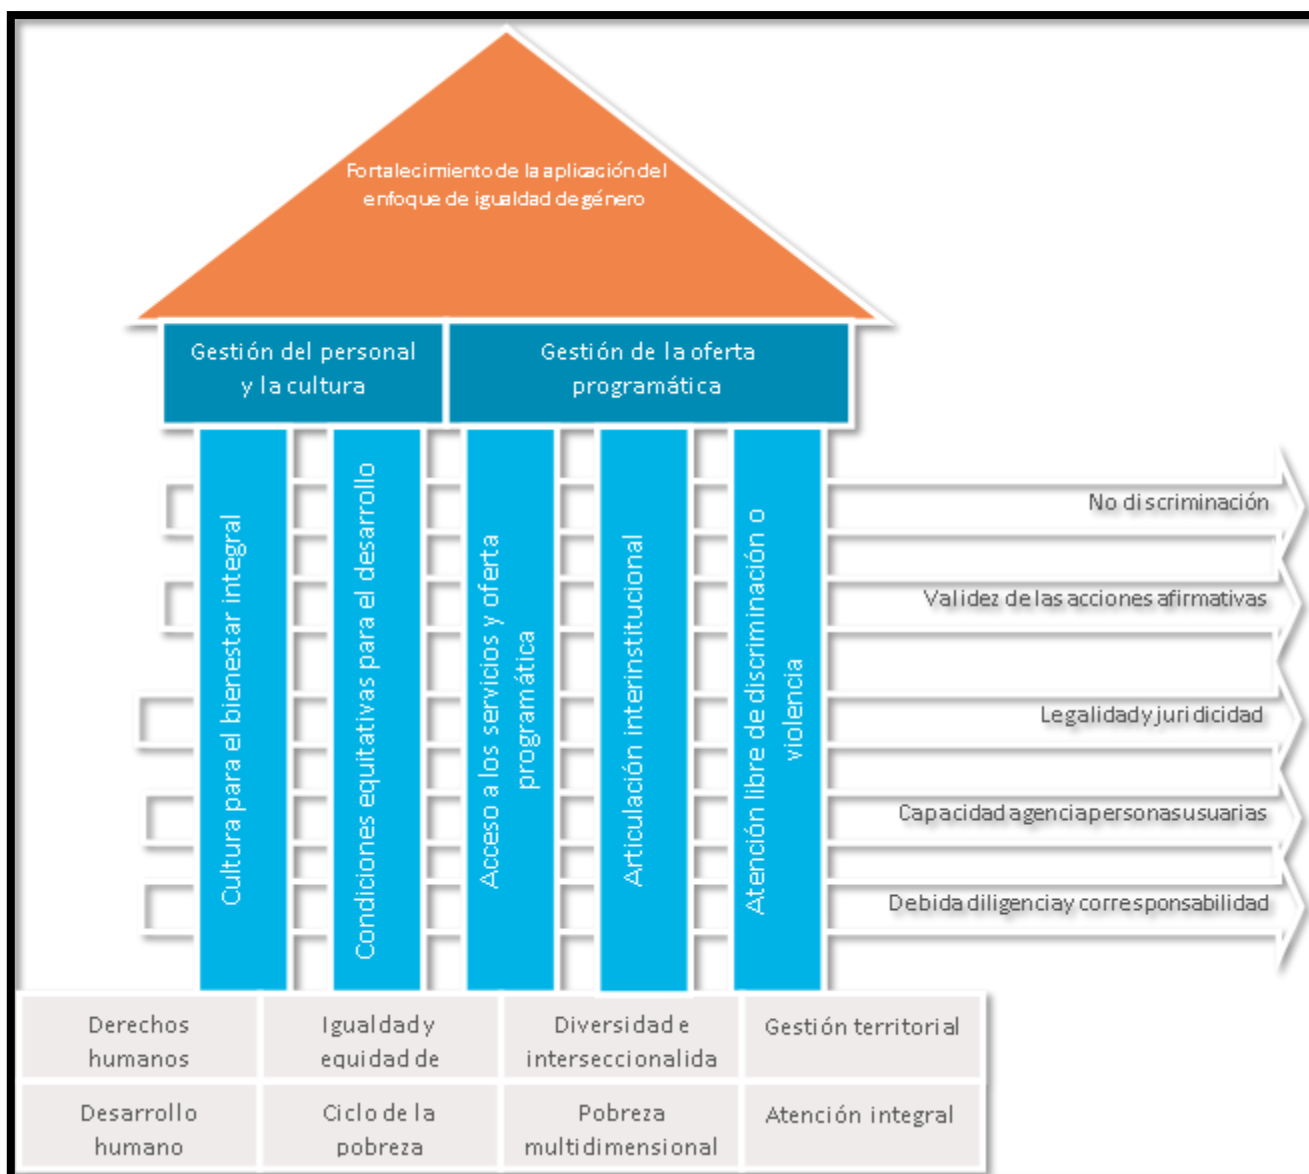 Fortalecimiento de la aplicación del
enfoque de igualdad de género
Gestión del personal
y la cultura
Gestión de la oferta
programática
Cultura para el bienestar integral
Condiciones equitativas para el desarrollo
Acceso a los servicios y oferta
programática
Articulación interinstitucional
Atención libre de discriminación o
violencia
No discriminación
Validez de las acciones afirmativas
Legalidad y juridicidad
Capacidad agencia personas usuarias
Debida diligencia y corresponsabilidad
Derechos
humanos
Igualdad y
equidad de
Diversidad e
interseccionalida
Gestión territorial
Desarrollo
humano
Ciclo de la
pobreza
Pobreza
multidimensional
Atención integral